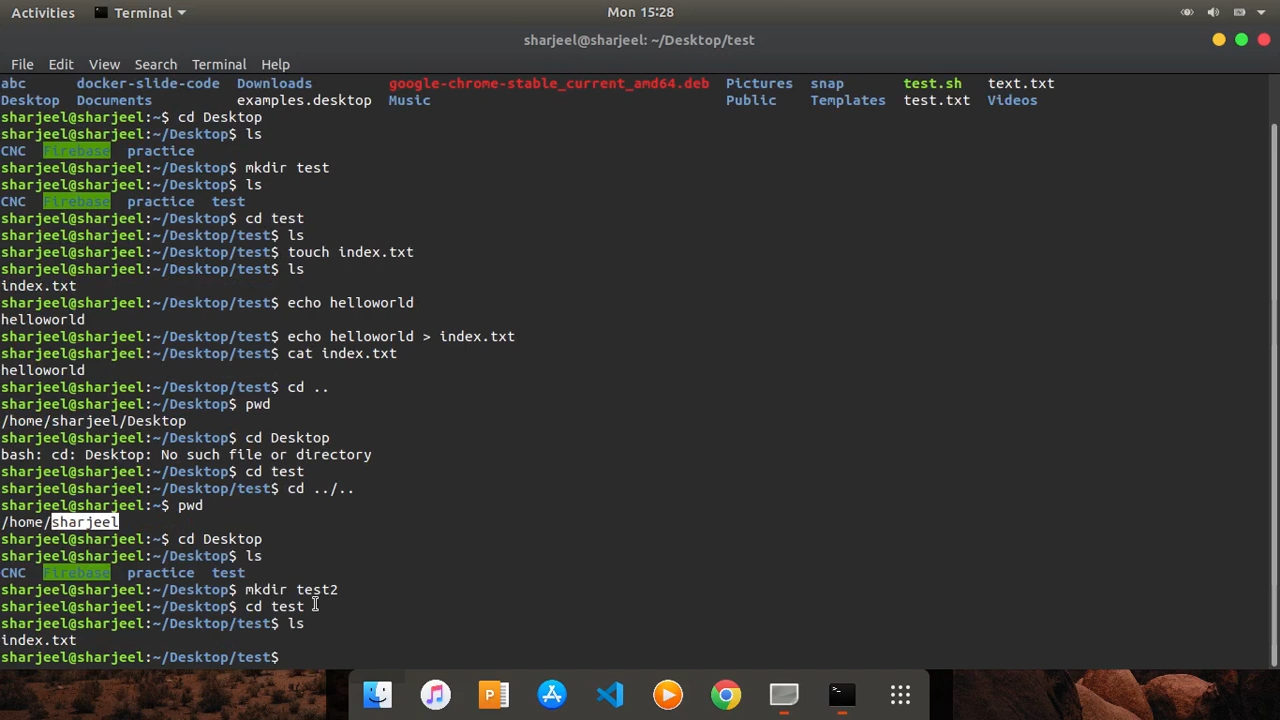 Activities Terminal Mon 15:28
sharjeel@sharjeel: ~/Desktop/test
File Edit View Search Terminal Help
abc docker-slide-code Downloads google-chrome-stable_current_amd64.deb Pictures snap test.sh text.txt
Desktop Documents examples.desktop Music Public Templates test.txt Videos
sharjeel@sharjeel:~$ cd Desktop
sharjeel@sharjeel:~/Desktop$ ls
CNC Firebase practice
sharjeel@sharjeel:~/Desktop$ mkdir test
sharjeel@sharjeel:~/Desktop$ ls
CNC Firebase practice test
sharjeel@sharjeel:~/Desktop$ cd test
sharjeel@sharjeel:~/Desktop/test$ ls
sharjeel@sharjeel:~/Desktop/test$ touch index.txt
sharjeel@sharjeel:~/Desktop/test$ ls
index.txt
sharjeel@sharjeel:~/Desktop/test$ echo helloworld
helloworld
sharjeel@sharjeel:~/Desktop/test$ echo helloworld > index.txt
sharjeel@sharjeel:~/Desktop/test$ cat index.txt
helloworld
sharjeel@sharjeel:~/Desktop/test$ cd ..
sharjeel@sharjeel:~/Desktop$ pwd
/home/sharjeel/Desktop
sharjeel@sharjeel:~/Desktop$ cd Desktop
bash: cd: Desktop: No such file or directory
sharjeel@sharjeel:~/Desktop$ cd test
sharjeel@sharjeel:~/Desktop/test$ cd ../..
sharjeel@sharjeel:~$ pwd
/home/sharjeel
sharjeel@sharjeel:~$ cd Desktop
sharjeel@sharjeel:~/Desktop$ ls
CNC Firebase practice test
sharjeel@sharjeel:~/Desktop$ mkdir test2
sharjeel@sharjeel:~/Desktop$ cd test
sharjeel@sharjeel:~/Desktop/test$ ls
index.txt
sharjeel@sharjeel:~/Desktop/test$